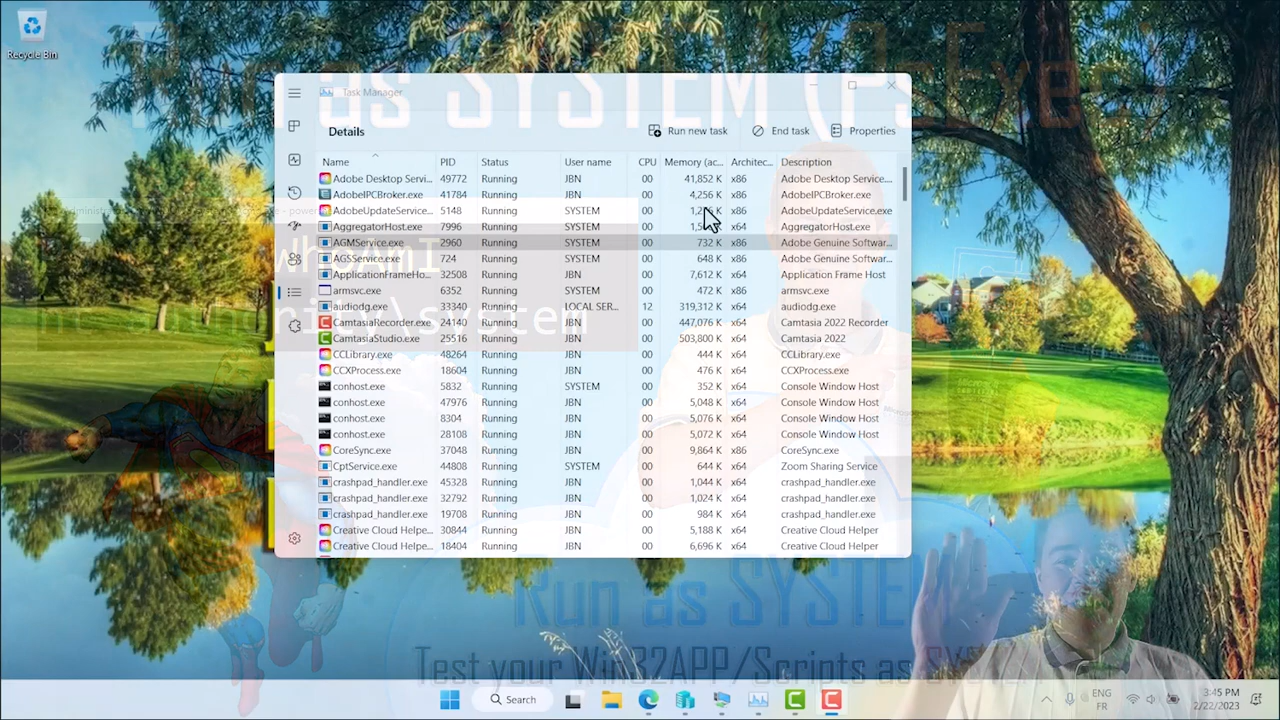 Recycle Bin
Run as SYSTEM (PsExec
Task Manager
Details
Run new task
End task
Properties
Name PID Status User name CPU Memory (ac... Architec... Description
Adobe Desktop Servi... 49772 Running JBN 00 41,852 K x86 Adobe Desktop Service...
AdobeIPCBroker.exe 41784 Running JBN 00 4,256 K x86 AdobeIPCBroker.exe
AdobeUpdateService... 5148 Running SYSTEM 00 K x86 AdobeUpdateService.exe
AggregatorHost.exe 7996 Running SYSTEM 00 K x64 AggregatorHost.exe
AGMService.exe 2960 Running SYSTEM 00 732 K x86 Adobe Genuine Softwar...
AGSService.exe 724 Running SYSTEM 00 648 K x86 Adobe Genuine Softwar...
ApplicationFrameHo... 32508 Running JBN 00 7,612 K x64 Application Frame Host
armsvc.exe 6352 Running SYSTEM 00 472 K x86 armsvc.exe
audiodg.exe 33340 Running LOCAL SER... 12 319,312 K x64 audiodg.exe
CamtasiaRecorder.exe 24140 Running JBN 00 447,076 K x64 Camtasia 2022 Recorder
CamtasiaStudio.exe 25516 Running JBN 00 503,800 K x64 Camtasia 2022
CCLibrary.exe 48264 Running JBN 00 444 K x64 CCLibrary.exe
CCXProcess.exe 18604 Running JBN 00 476 K x64 CCXProcess.exe
conhost.exe 5832 Running SYSTEM 00 352 K x64 Console Window Host
conhost.exe 47976 Running JBN 00 5,048 K x64 Console Window Host
conhost.exe 8304 Running JBN 00 5,076 K x64 Console Window Host
conhost.exe 28108 Running JBN 00 5,072 K x64 Console Window Host
CoreSync.exe 37048 Running JBN 00 9,864 K x64 CoreSync.exe
CptService.exe 44808 Running SYSTEM 00 644 K x64 Zoom Sharing Service
crashpad_handler.exe 45328 Running JBN 00 1,044 K x64 crashpad_handler.exe
crashpad_handler.exe 32792 Running JBN 00 1,024 K x64 crashpad_handler.exe
crashpad_handler.exe 19708 Running JBN 00 984 K x64 crashpad_handler.exe
Creative Cloud Helper... 30844 Running JBN 00 5,188 K x64 Creative Cloud Helper
Creative Cloud Helpe... 18404 Running JBN 00 6,696 K x64 Creative Cloud Helper
whoami
\system
Run as SYSTEM
Test your Win32APP/Scripts as SYSTEM
Search
ENG
FR
3:45 PM
2/22/2023